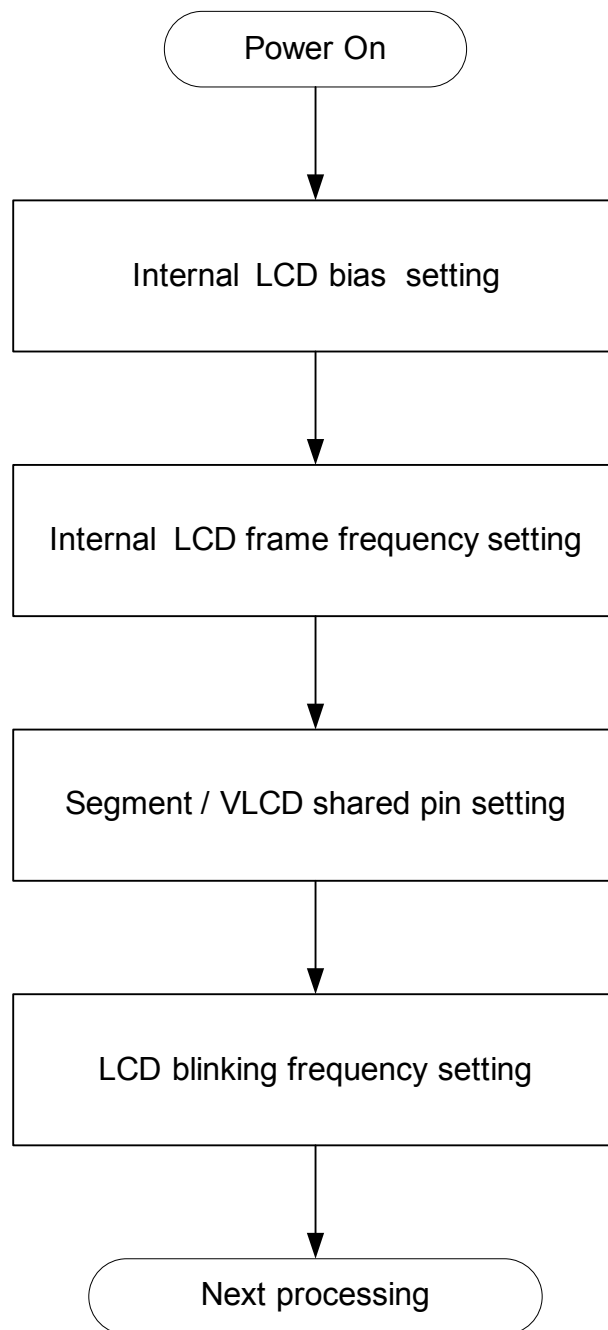 Power On
Internal LCD bias setting
Internal LCD frame frequency setting
Segment / VLCD shared pin setting
LCD blinking frequency setting
Next processing